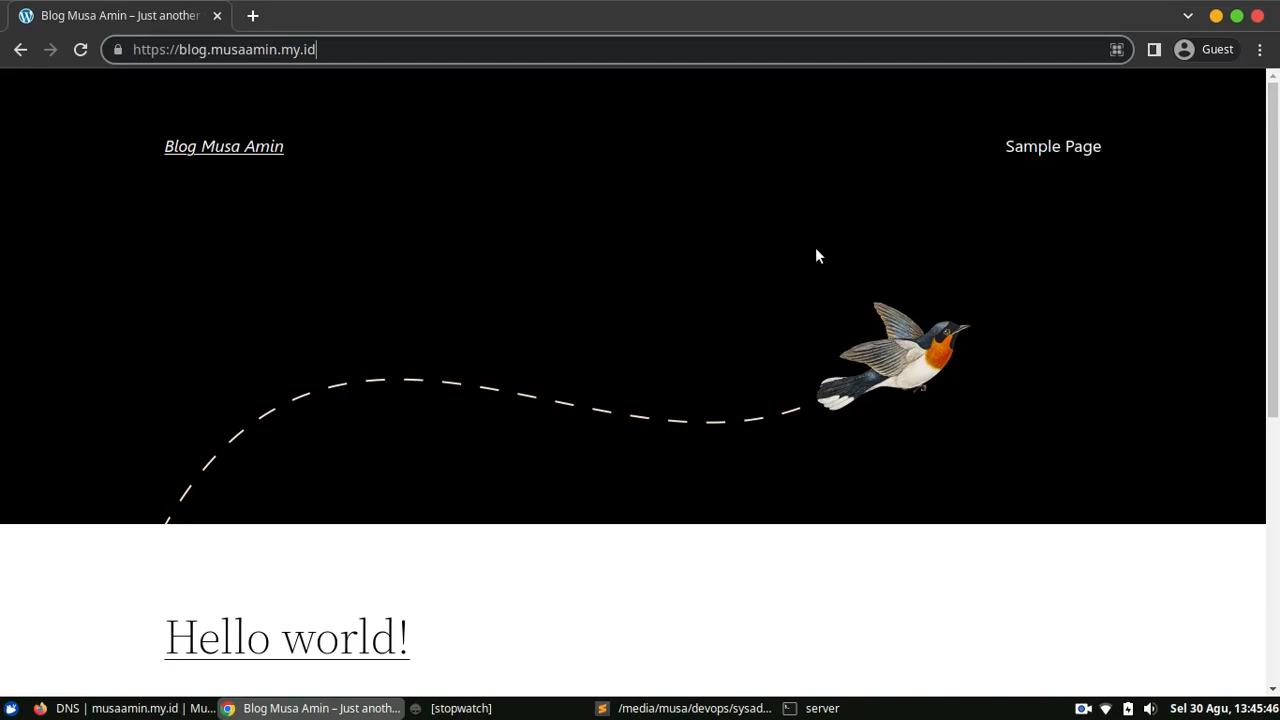 Blog Musa Amin – Just another
https://blog.musaamin.my.id
Guest
Blog Musa Amin
Sample Page
Hello world!
DNS | musaamin.my.id | Mu...
Blog Musa Amin – Just anoth...
[stopwatch]
/media/musa/devops/sysad...
server
Sel 30 Agu, 13:45:46